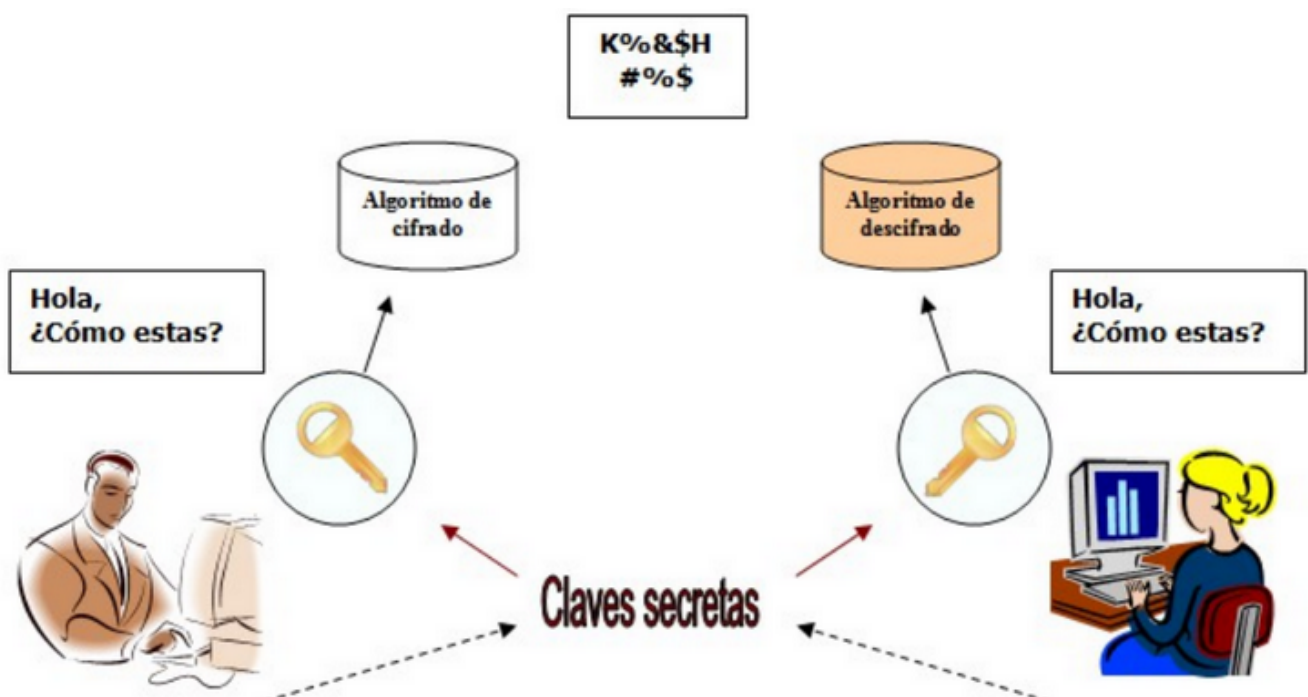 K%&$H
#%$
Algoritmo de
cifrado
Algoritmo de
descifrado
Hola,
¿Cómo estas?
Hola,
¿Cómo estas?
Claves secretas